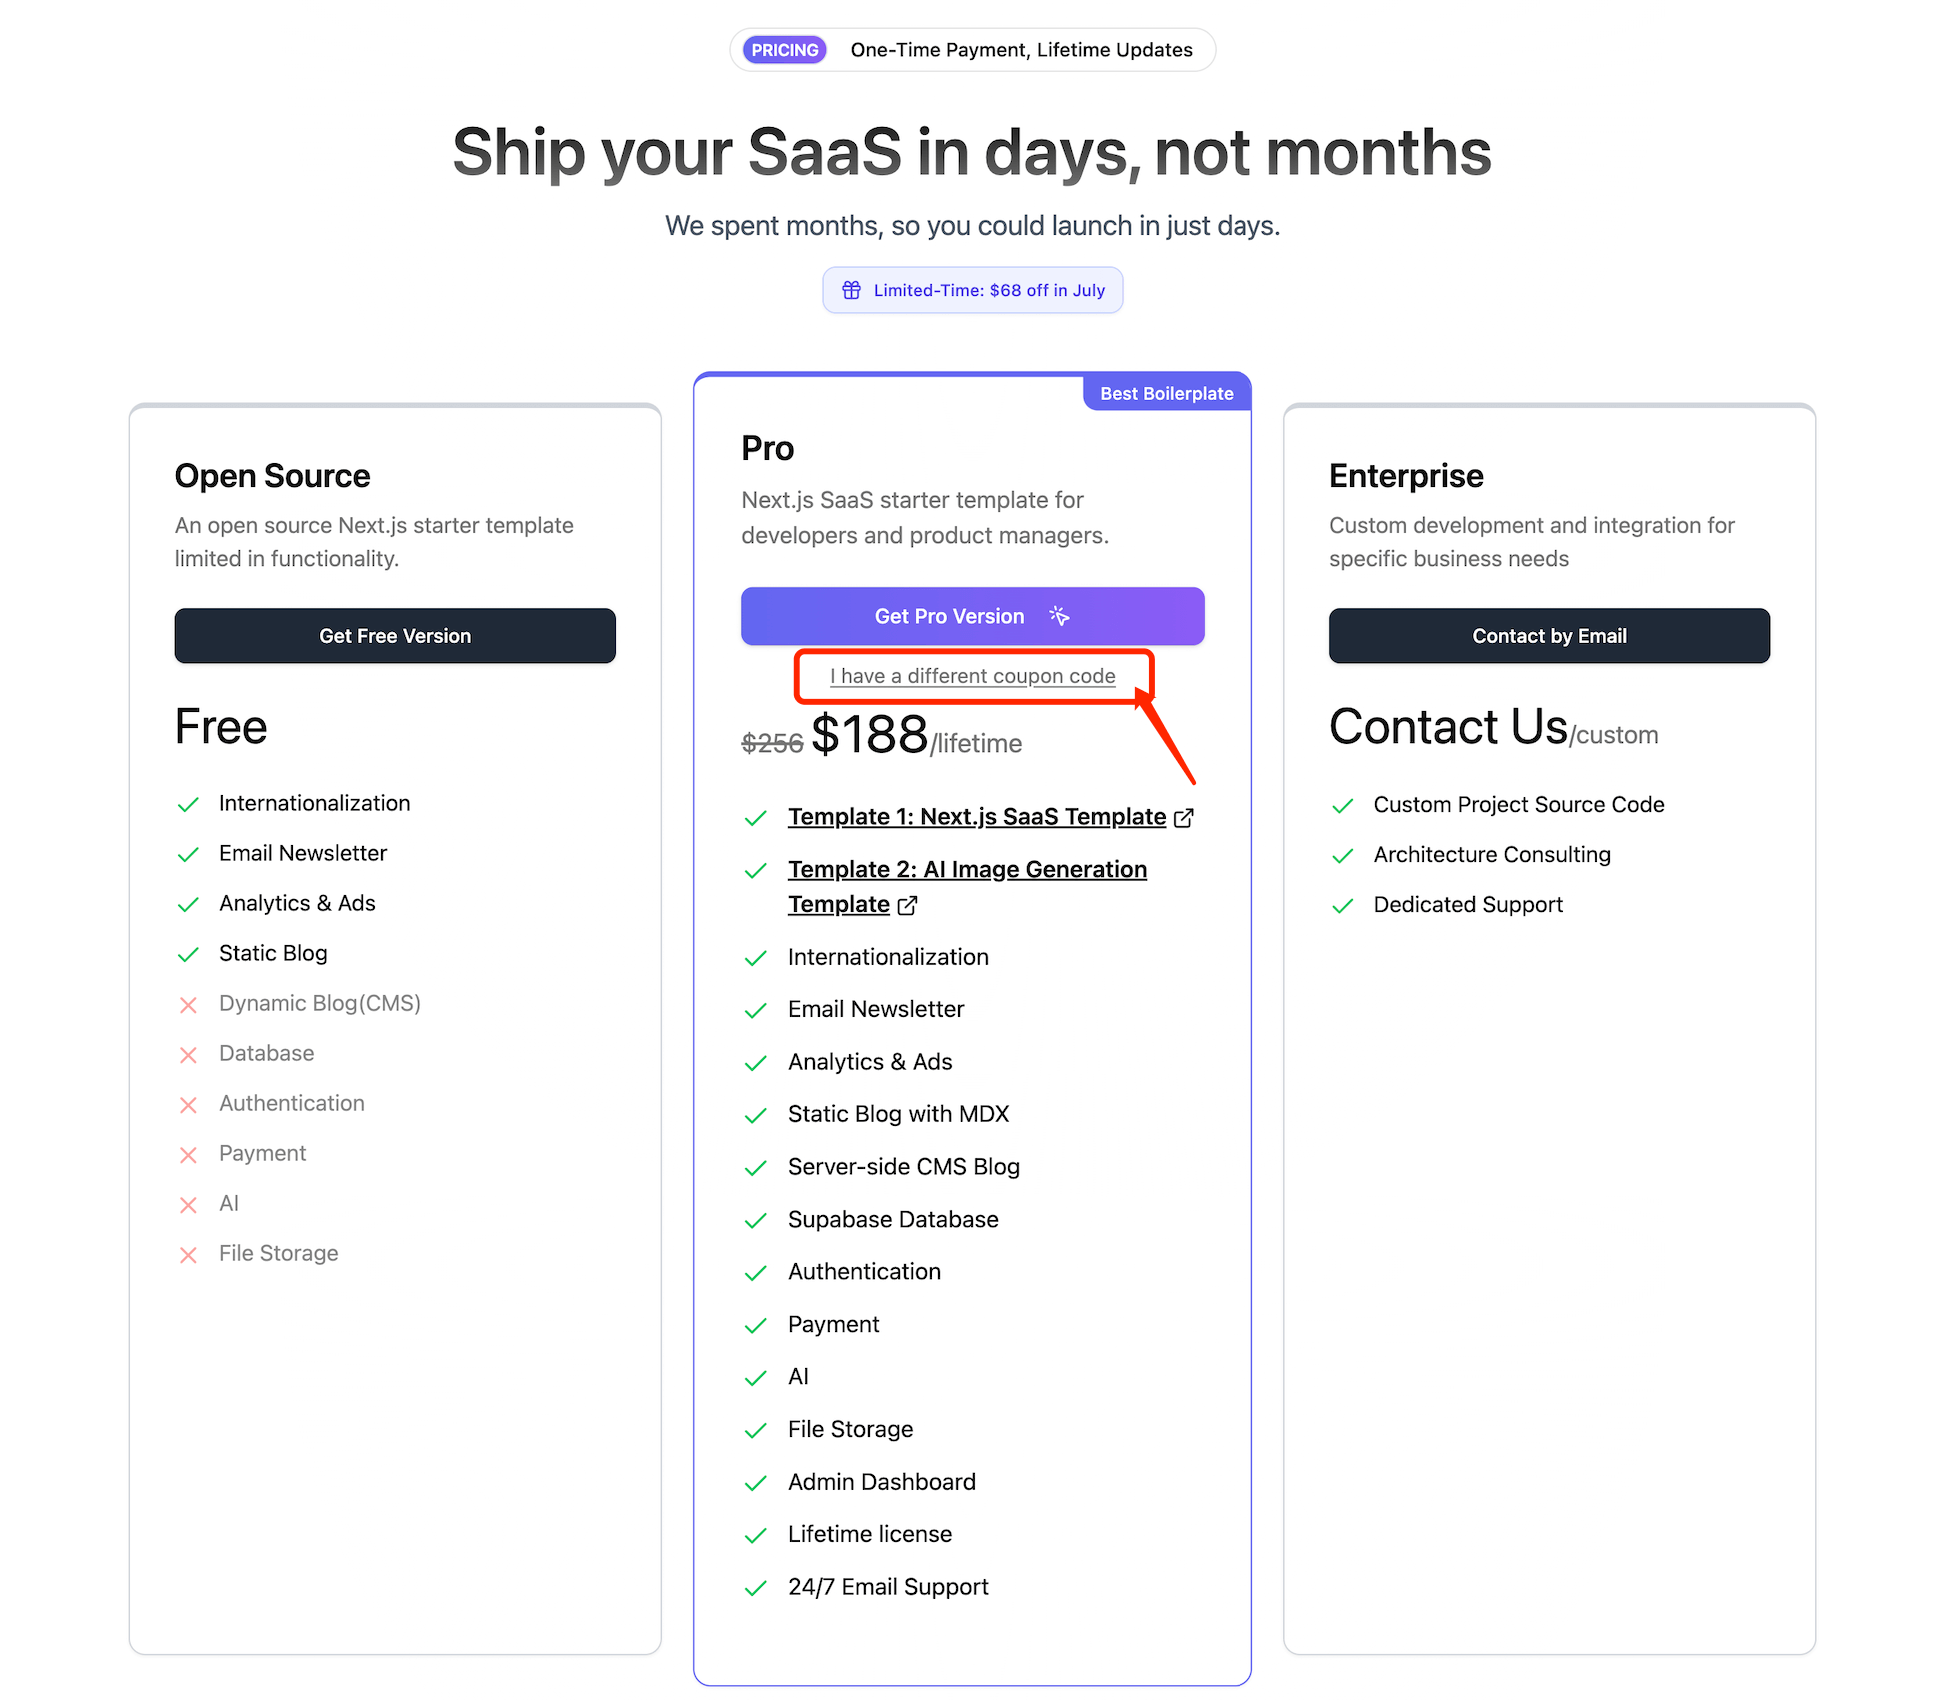 PRICING One-Time Payment, Lifetime Updates
Ship your SaaS in days, not months
We spent months, so you could launch in just days.
Limited-Time: $68 off in July
Open Source
An open source Next.js starter template
limited in functionality.
Get Free Version
Free
Internationalization
Email Newsletter
Analytics & Ads
Static Blog
Dynamic Blog(CMS)
Database
Authentication
Payment
AI
File Storage
Best Boilerplate
Pro
Next.js SaaS starter template for
developers and product managers.
Get Pro Version
I have a different coupon code
$256 $188/lifetime
Template 1: Next.js SaaS Template
Template 2: AI Image Generation
Template
Internationalization
Email Newsletter
Analytics & Ads
Static Blog with MDX
Server-side CMS Blog
Supabase Database
Authentication
Payment
AI
File Storage
Admin Dashboard
Lifetime license
24/7 Email Support
Enterprise
Custom development and integration for
specific business needs
Contact by Email
Contact Us/custom
Custom Project Source Code
Architecture Consulting
Dedicated Support